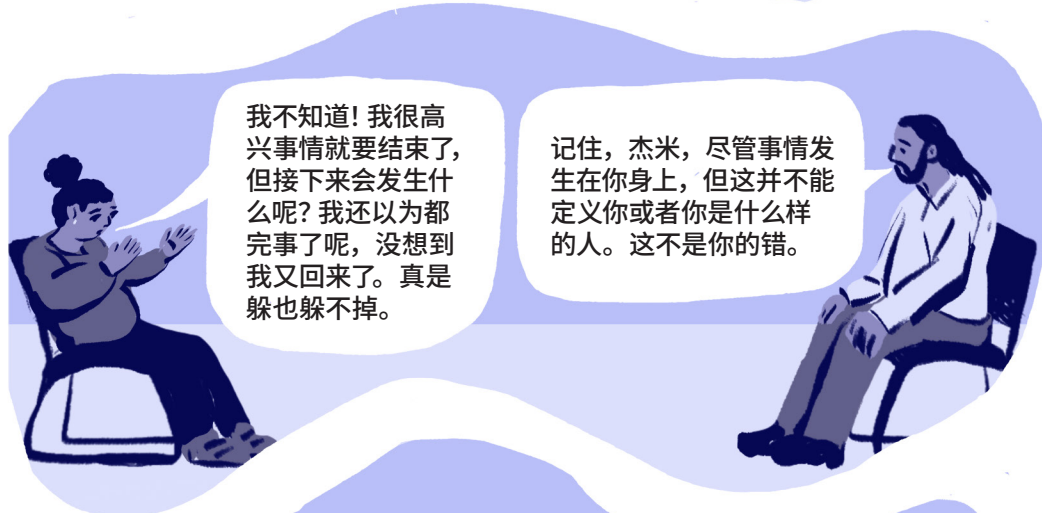 我不知道！我很高
兴事情就要结束了，
但接下来会发生什
么呢？我还以为都
完事了呢，没想到
我又回来了。真是
躲也躲不掉。
记住，杰米，尽管事情发
生在你身上，但这并不能
定义你或者你是什么样
的人。这不是你的错。